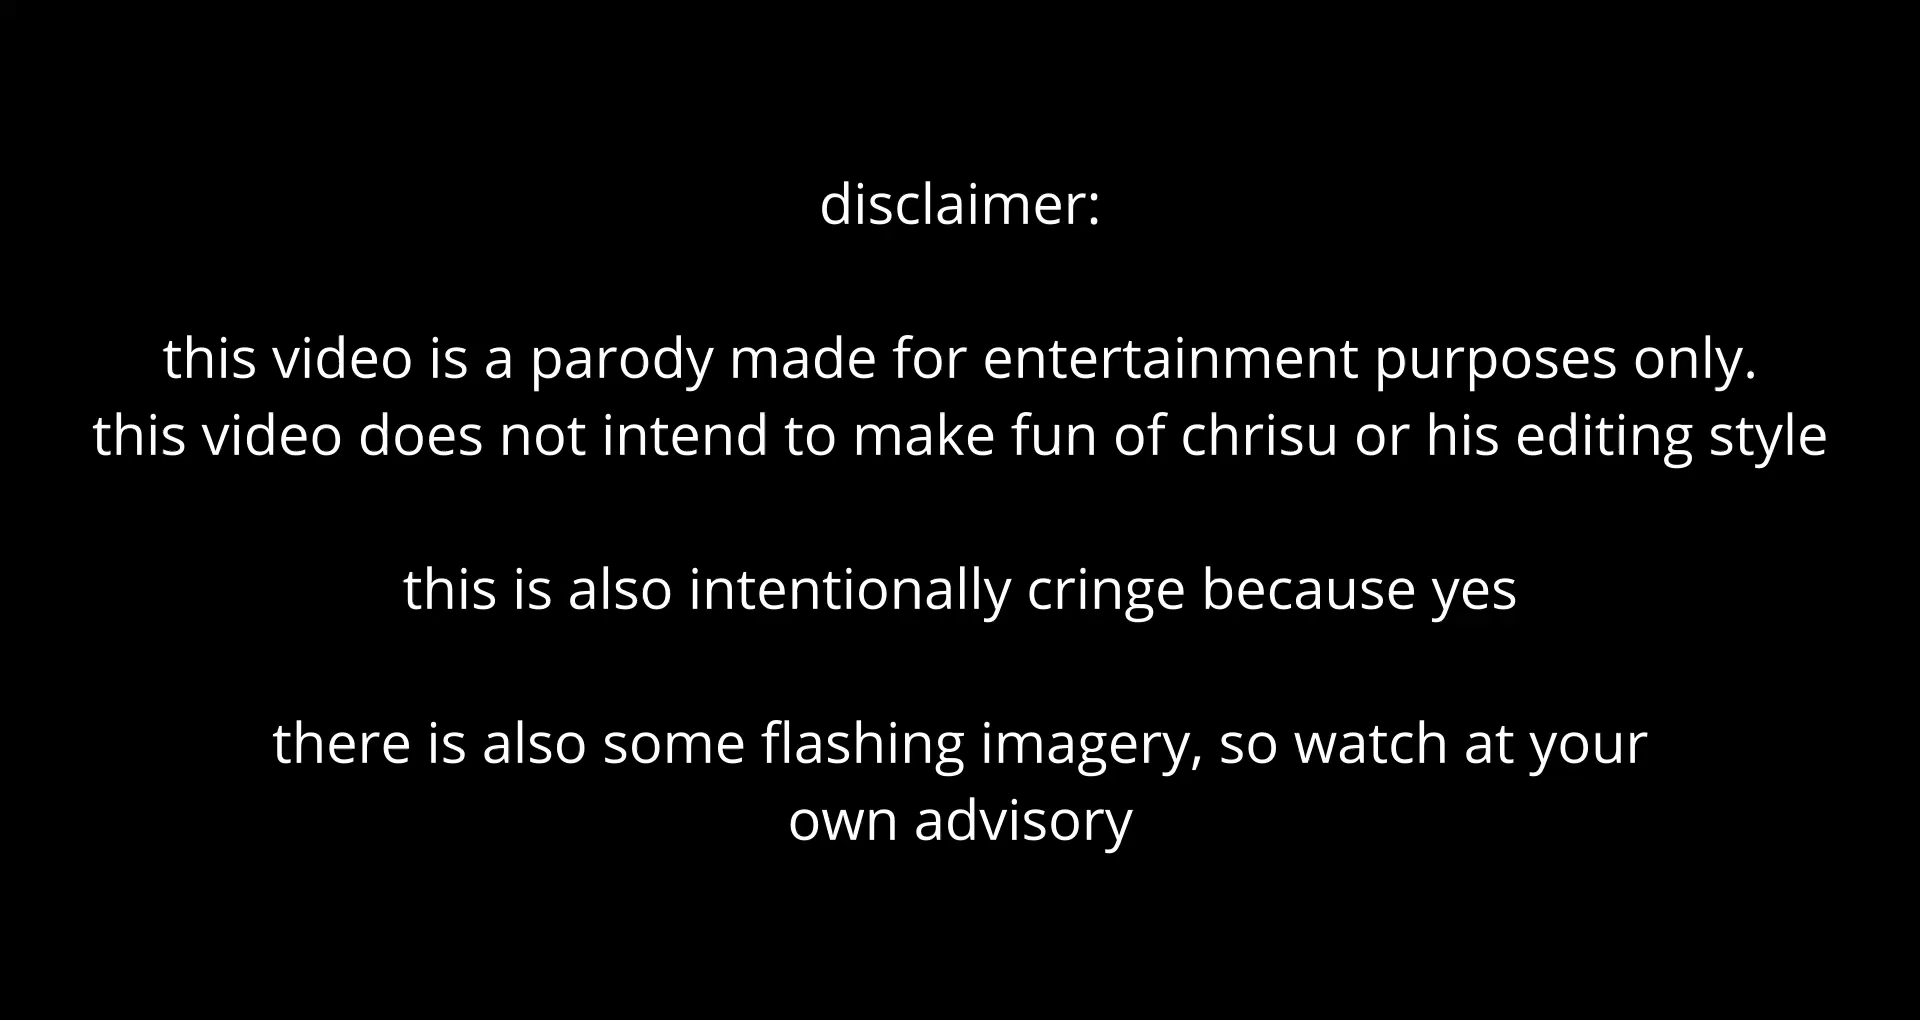 disclaimer:
this video is a parody made for entertainment purposes only.
this video does not intend to make fun of chrisu or his editing style
this is also intentionally cringe because yes
there is also some flashing imagery, so watch at your
own advisory